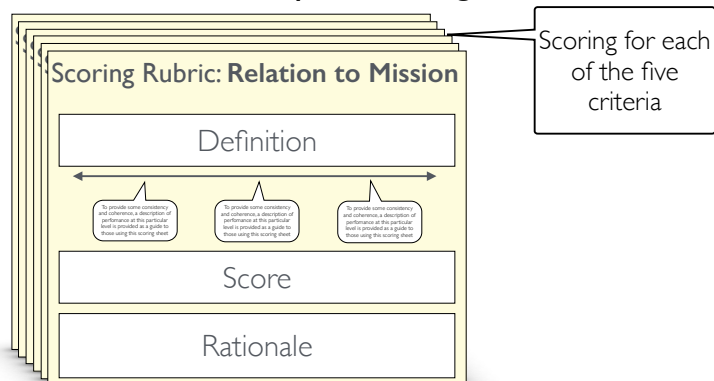 Scoring Rubric: Relation to Mission
Scoring for each
of the five
criteria
Definition
To provide some consistency
and coherence, a description of
perfomance at this particular
level is provided as a guide to
those using this scoring sheet
To provide some consistency
and coherence, a description of
perfomance at this particular
level is provided as a guide to
those using this scoring sheet
To provide some consistency
and coherence, a description of
perfomance at this particular
level is provided as a guide to
those using this scoring sheet
Score
Rationale